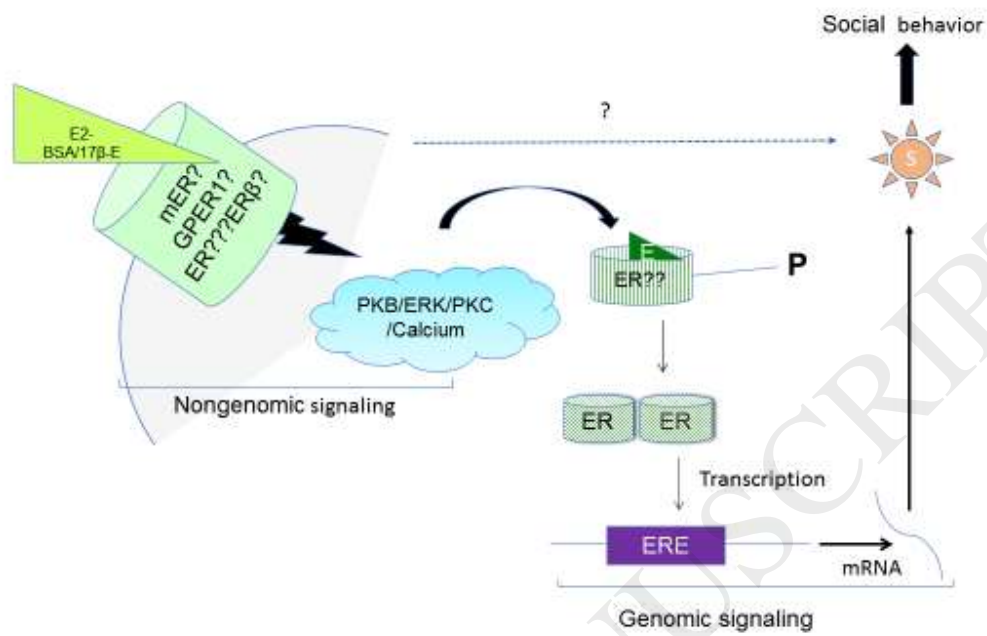 Social behavior
?
E2-
BSA/17β-E
S
mER?
GPER1?
ER???ERβ?
E
ER??
P
PKB/ERK/PKC
/Calcium
Nongenomic signaling
ER
ER
Transcription
ERE
mRNA
Genomic signaling
USCRIPT